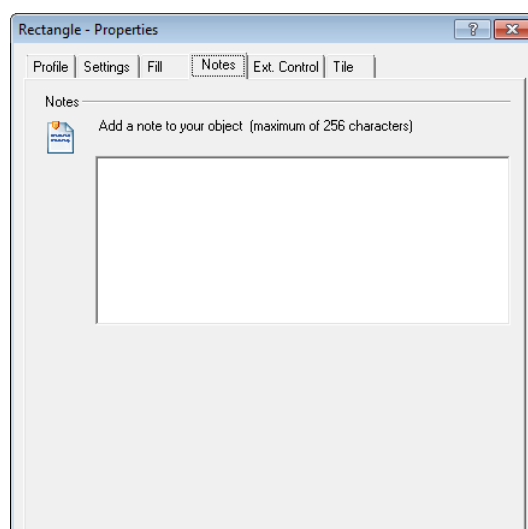 Rectangle - Properties
Profile Settings Fill Notes Ext. Control Tile
Notes
Add a note to your object (maximum of 256 characters)